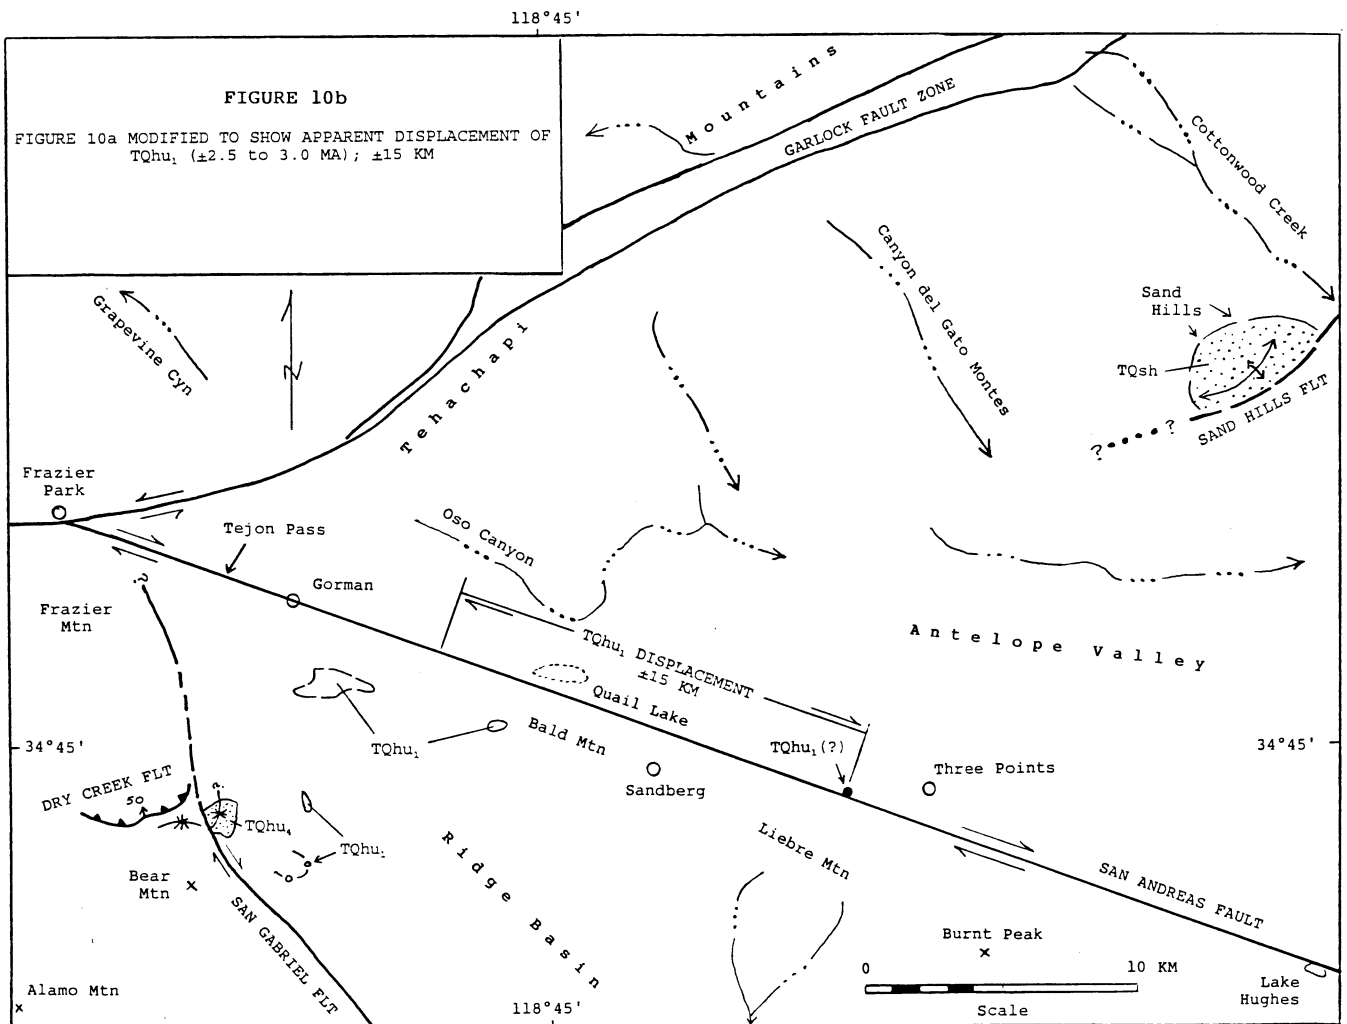 118°45'
FIGURE 10b
FIGURE 10a MODIFIED TO SHOW APPARENT DISPLACEMENT OF
TQhu₁ (±2.5 to 3.0 MA); ±15 KM
Mountains
GARLOCK FAULT ZONE
Cottonwood Creek
Canyon del Gato Montes
Grapevine Cyn
N
Sand
Hills
TQsh
SAND HILLS FLT
?
?
Tehachapi
Frazier
Park
Tejon Pass
Oso Canyon
Gorman
?
Frazier
Mtn
TQhu₁ DISPLACEMENT
±15 KM
Antelope Valley
Quail Lake
Bald Mtn
TQhu₁
TQhu₁(?)
34°45'
34°45'
Three Points
Sandberg
DRY CREEK FLT
50
?
TQhu₄
TQhu₂
Liebre Mtn
Ridge Basin
Bear
Mtn
SAN GABRIEL FLT
SAN ANDREAS FAULT
Burnt Peak
0
10 KM
Scale
Lake
Hughes
Alamo Mtn
118°45'